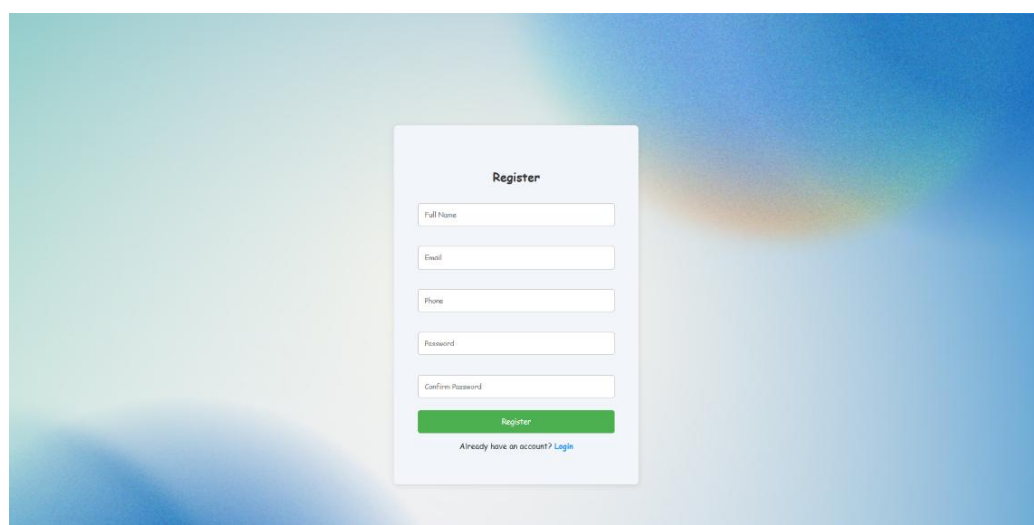 Register
Full Name
Email
Phone
Password
Confirm Password
Register
Already have an account? Login